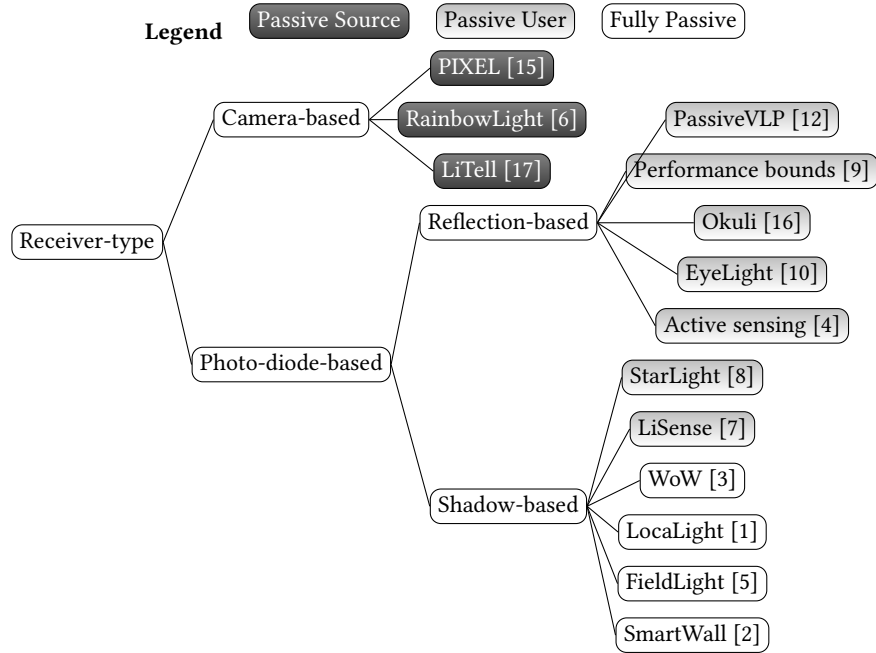 Legend Passive Source Passive User Fully Passive
PIXEL [15]
Camera-based RainbowLight [6] PassiveVLP [12]
LiTell [17] Performance bounds [9]
Receiver-type Reflection-based Okuli [16]
EyeLight [10]
Active sensing [4]
Photo-diode-based StarLight [8]
LiSense [7]
WoW [3]
Shadow-based LocaLight [1]
FieldLight [5]
SmartWall [2]